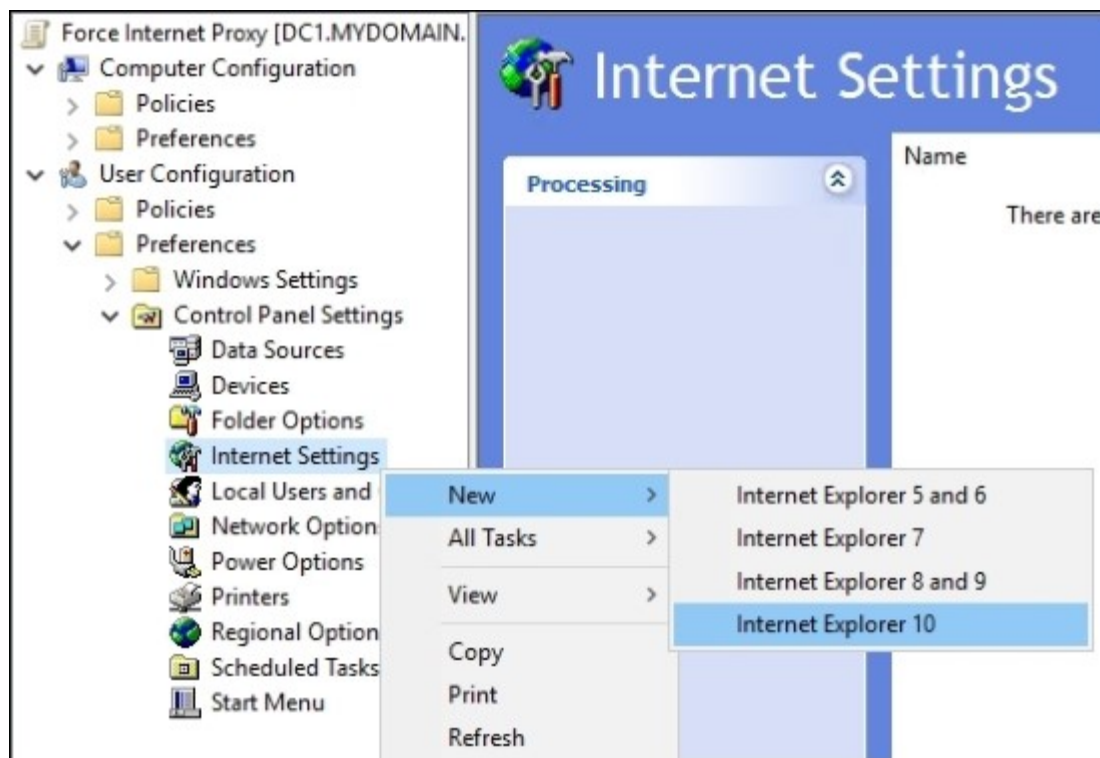 Force Internet Proxy [DC1.MYDOMAIN.
Computer Configuration
Policies
Preferences
User Configuration
Policies
Preferences
Windows Settings
Control Panel Settings
Data Sources
Devices
Folder Options
Internet Settings
Local Users and
Network Option
Power Options
Printers
Regional Option
Scheduled Tasks
Start Menu
Internet Settings
Processing
Name
There are
New
All Tasks
View
Copy
Print
Refresh
Internet Explorer 5 and 6
Internet Explorer 7
Internet Explorer 8 and 9
Internet Explorer 10